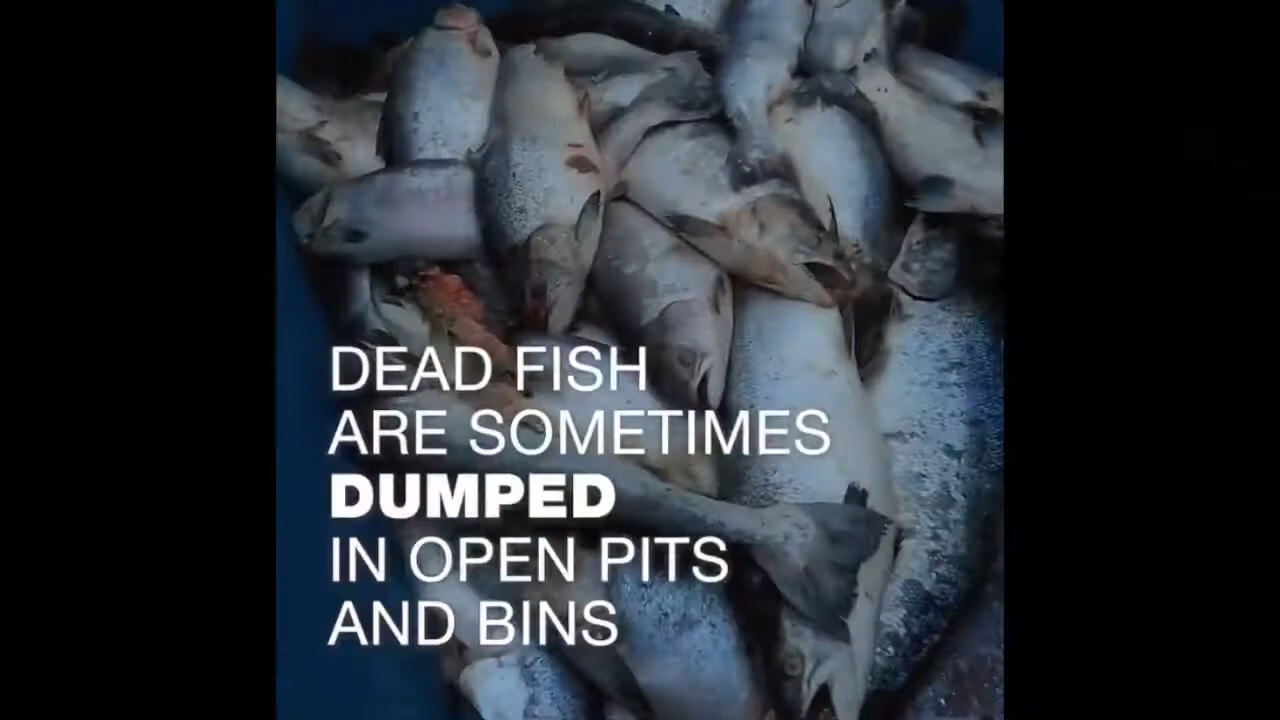 DEAD FISH
ARE SOMETIMES
DUMPED
IN OPEN PITS
AND BINS